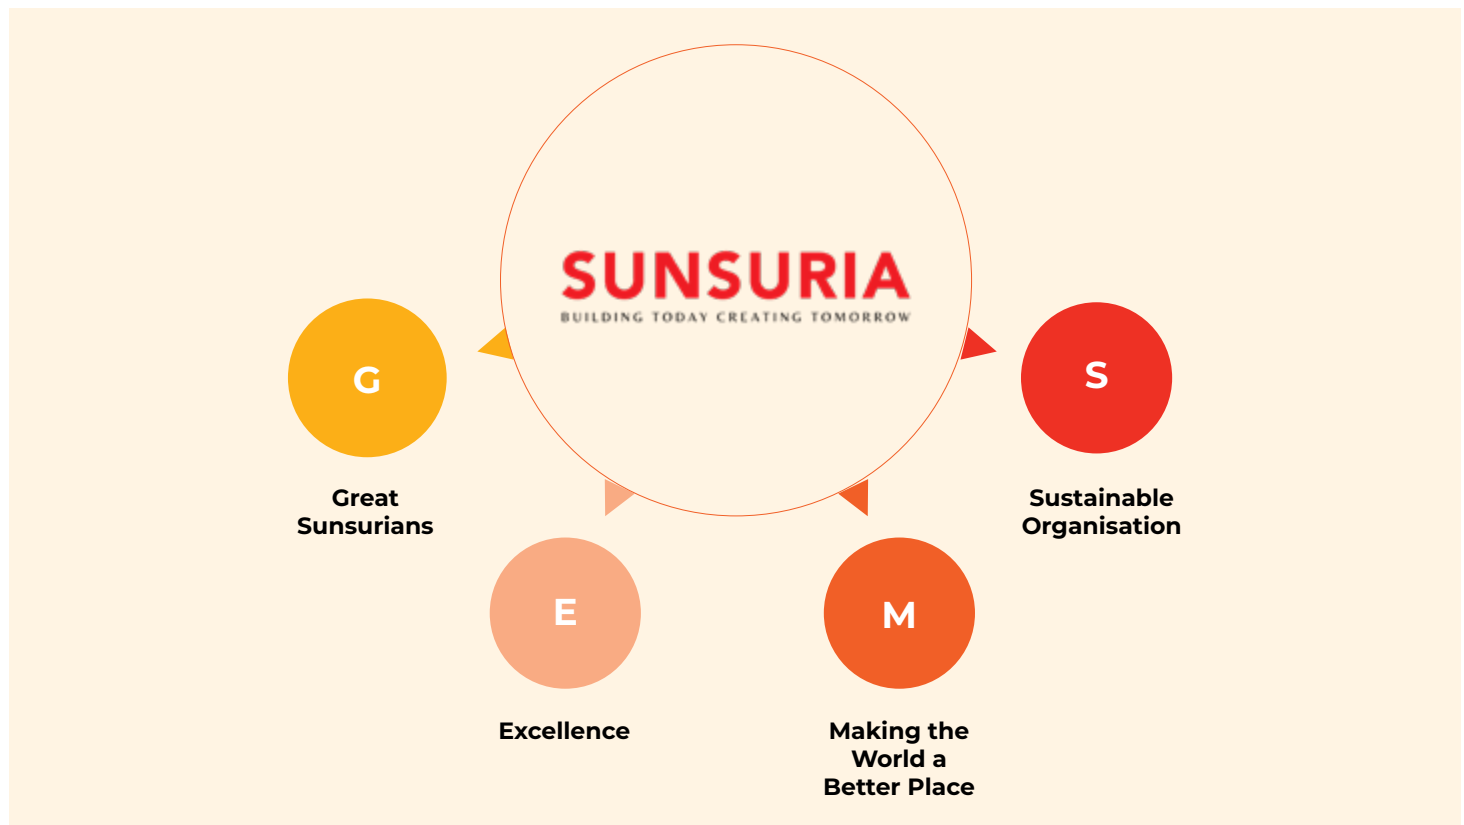 SUNSURIA
BUILDING TODAY CREATING TOMORROW
G
Great
Sunsurians
E
Excellence
M
Making the
World a
Better Place
S
Sustainable
Organisation